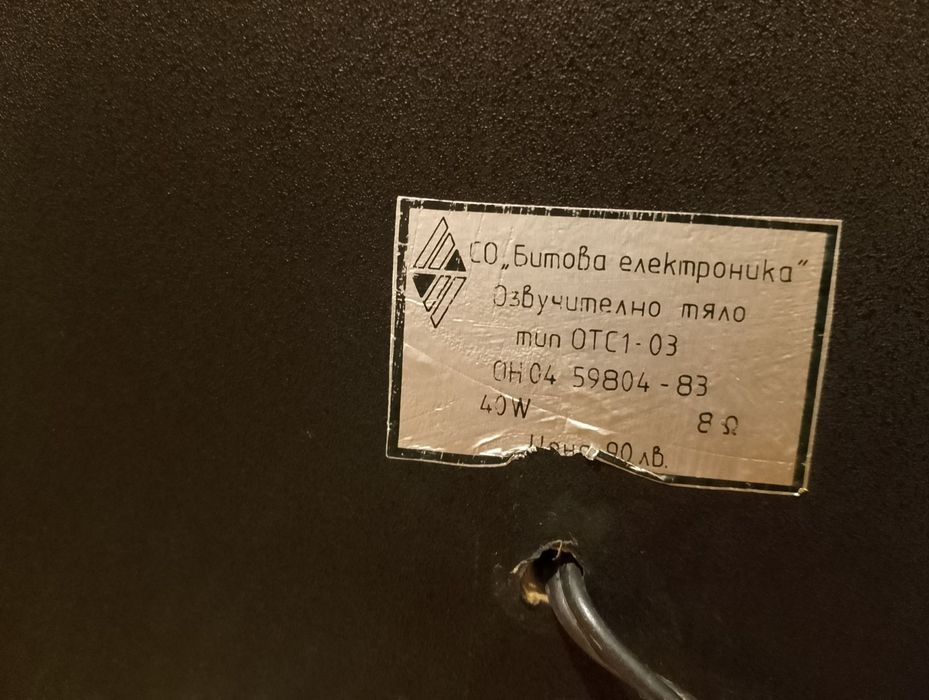 СО „Битова електроника“
Озвучително тяло
тип ОТС1-03
ОН 04 59804-83
40W 8 Ω
Цена 90 лв.